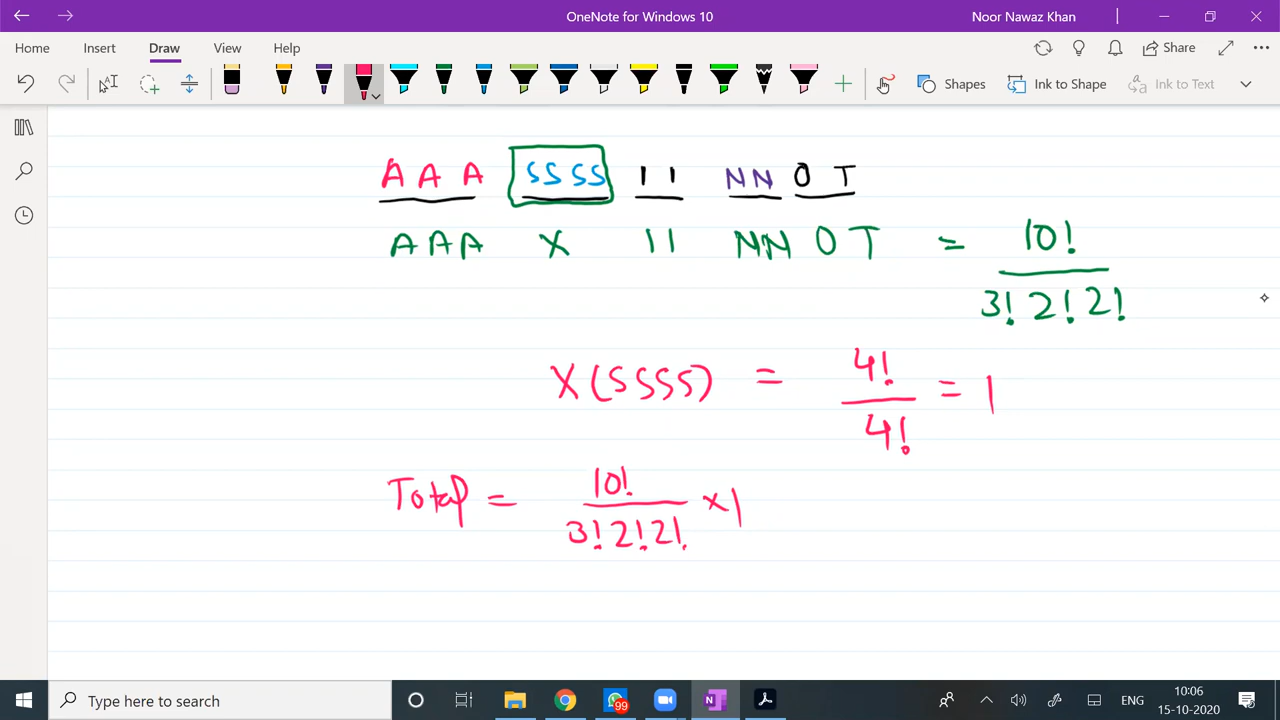 OneNote for Windows 10
Noor Nawaz Khan
Home Insert Draw View Help
Share
Shapes Ink to Shape Ink to Text
A A A SSSS I I NN O T
A A A X I I NN O T = 10!
3! 2! 2!
X(SSSS) = 4! = 1
4!
Total = 10! × 1
3! 2! 2!
Type here to search
99
ENG
10:06
15-10-2020